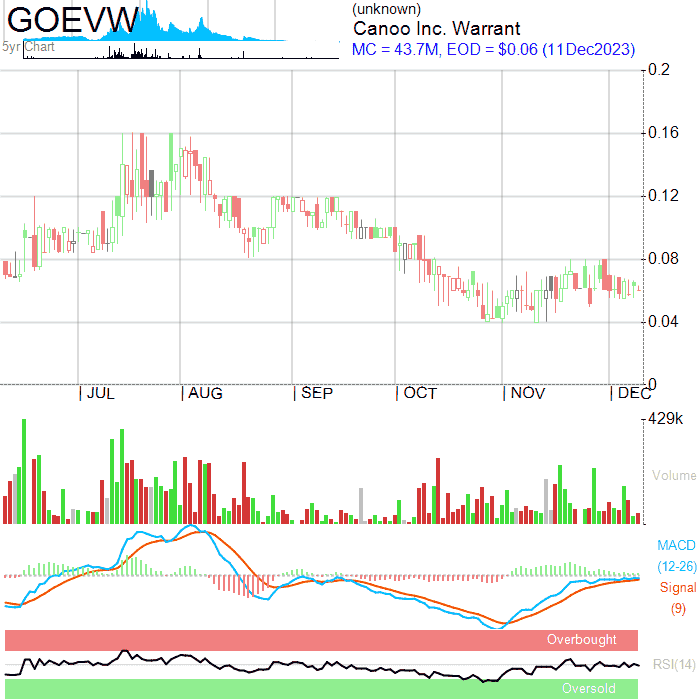 GOEVW
(unknown)
Canoo Inc. Warrant
MC = 43.7M, EOD = $0.06 (11Dec2023)
5yr Chart
0.2
0.16
0.12
0.08
0.04
0
JUL AUG SEP OCT NOV DEC
429k
Volume
MACD
(12-26)
Signal
(9)
Overbought
RSI(14)
Oversold